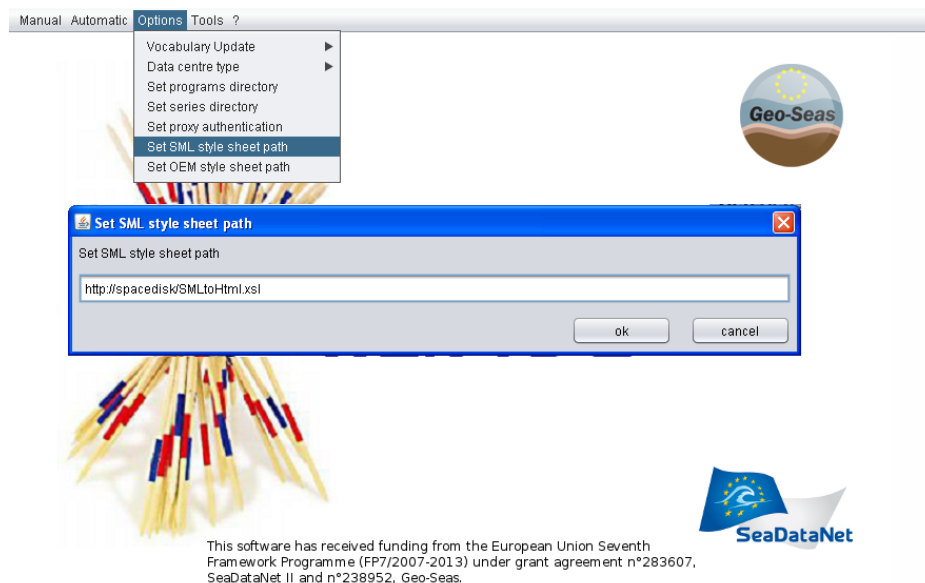 Manual Automatic Options Tools ?
Vocabulary Update
Data centre type
Set programs directory
Set series directory
Set proxy authentication
Set SML style sheet path
Set OEM style sheet path
Geo-Seas
Set SML style sheet path
Set SML style sheet path
http://spacedisk/SMLtoHtml.xsl
ok cancel
SeaDataNet
This software has received funding from the European Union Seventh
Framework Programme (FP7/2007-2013) under grant agreement n°283607,
SeaDataNet II and n°238952, Geo-Seas.